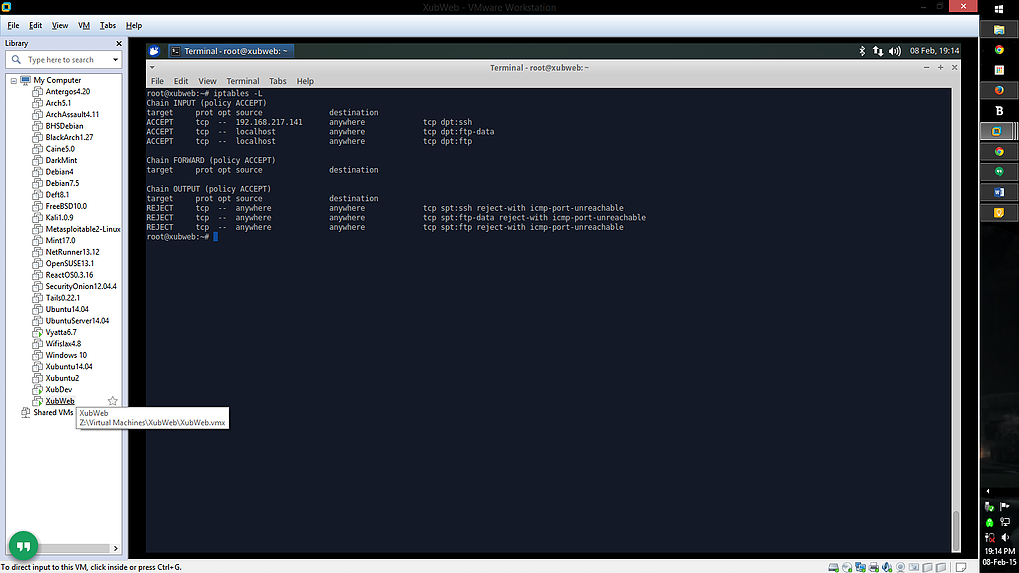 XubWeb - VMware Workstation
File Edit View VM Tabs Help
Library
Type here to search
My Computer
Antergos4.20
Arch5.1
ArchAssault4.11
BHSDebian
BlackArch1.27
Caine5.0
DarkMint
Debian4
Debian7.5
Deft8.1
FreeBSD10.0
Kali1.0.9
Metasploitable2-Linux
Mint17.0
NetRunner13.12
OpenSUSE13.1
ReactOS0.3.16
SecurityOnion12.04.4
Tails0.22.1
Ubuntu14.04
UbuntuServer14.04
Vyatta6.7
Wifislax4.8
Windows 10
Xubuntu14.04
Xubuntu2
XubDev
XubWeb
Shared VMs
XubWeb
Z:\Virtual Machines\XubWeb\XubWeb.vmx
Terminal - root@xubweb: ~
08 Feb, 19:14
Terminal - root@xubweb: ~
File Edit View Terminal Tabs Help
root@xubweb:~# iptables -L
Chain INPUT (policy ACCEPT)
target prot opt source destination
ACCEPT tcp -- 192.168.217.141 anywhere tcp dpt:ssh
ACCEPT tcp -- localhost anywhere tcp dpt:ftp-data
ACCEPT tcp -- localhost anywhere tcp dpt:ftp
Chain FORWARD (policy ACCEPT)
target prot opt source destination
Chain OUTPUT (policy ACCEPT)
target prot opt source destination
REJECT tcp -- anywhere anywhere tcp spt:ssh reject-with icmp-port-unreachable
REJECT tcp -- anywhere anywhere tcp spt:ftp-data reject-with icmp-port-unreachable
REJECT tcp -- anywhere anywhere tcp spt:ftp reject-with icmp-port-unreachable
root@xubweb:~#
To direct input to this VM, click inside or press Ctrl+G.
B
19:14 PM
08-Feb-15